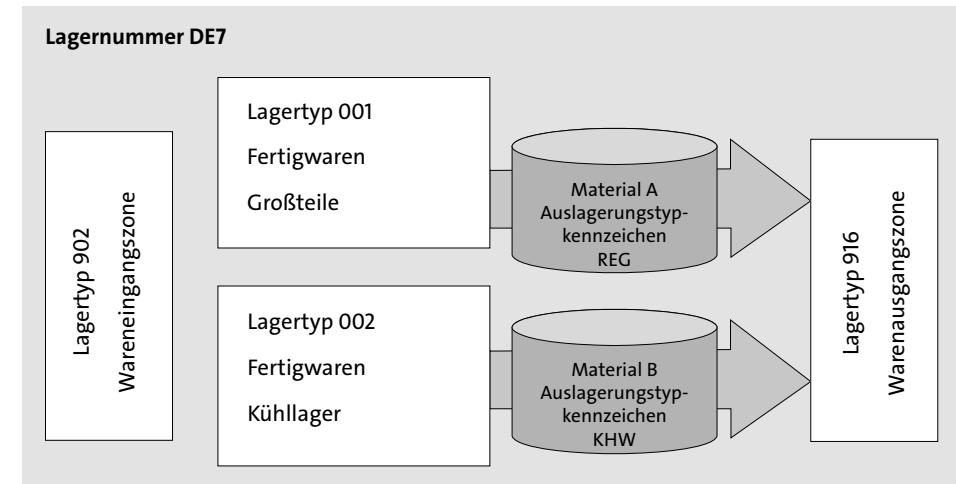 Lagernummer DE7
Lagertyp 902
Wareneingangszone
Lagertyp 001
Fertigwaren
Großteile
Material A
Auslagerungstyp-
kennzeichen
REG
Lagertyp 002
Fertigwaren
Kühllager
Material B
Auslagerungstyp-
kennzeichen
KHW
Lagertyp 916
Warenausgangszone